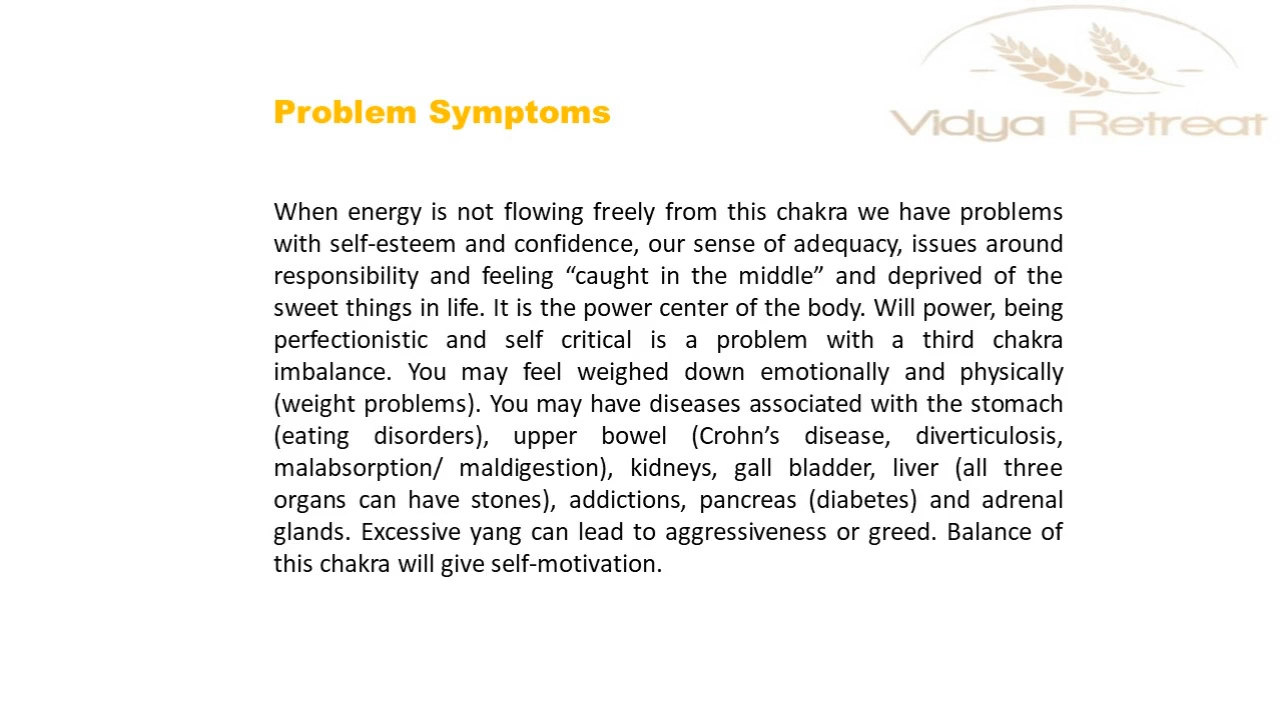 Vidya Retreat
Problem Symptoms
When energy is not flowing freely from this chakra we have problems
with self-esteem and confidence, our sense of adequacy, issues around
responsibility and feeling “caught in the middle” and deprived of the
sweet things in life. It is the power center of the body. Will power, being
perfectionistic and self critical is a problem with a third chakra
imbalance. You may feel weighed down emotionally and physically
(weight problems). You may have diseases associated with the stomach
(eating disorders), upper bowel (Crohn’s disease, diverticulosis,
malabsorption/ maldigestion), kidneys, gall bladder, liver (all three
organs can have stones), addictions, pancreas (diabetes) and adrenal
glands. Excessive yang can lead to aggressiveness or greed. Balance of
this chakra will give self-motivation.